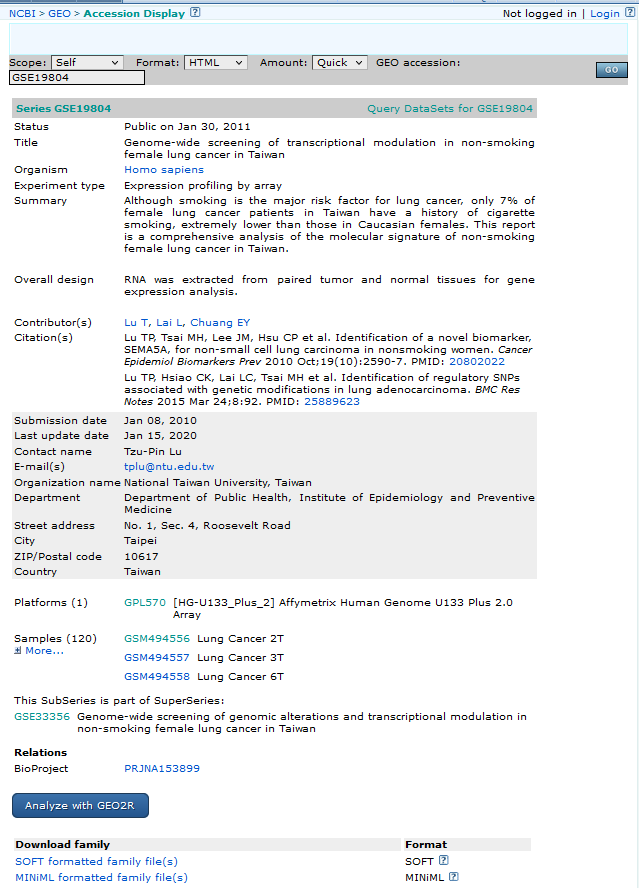 NCBI > GEO > Accession Display ?
Not logged in | Login ?
Scope: Self Format: HTML Amount: Quick GEO accession:
GSE19804
GO
Series GSE19804 Query DataSets for GSE19804
Status Public on Jan 30, 2011
Title Genome-wide screening of transcriptional modulation in non-smoking
female lung cancer in Taiwan
Organism Homo sapiens
Experiment type Expression profiling by array
Summary Although smoking is the major risk factor for lung cancer, only 7% of
female lung cancer patients in Taiwan have a history of cigarette
smoking, extremely lower than those in Caucasian females. This report
is a comprehensive analysis of the molecular signature of non-smoking
female lung cancer in Taiwan.
Overall design RNA was extracted from paired tumor and normal tissues for gene
expression analysis.
Contributor(s) Lu T, Lai L, Chuang EY
Citation(s) Lu TP, Tsai MH, Lee JM, Hsu CP et al. Identification of a novel biomarker,
SEMA5A, for non-small cell lung carcinoma in nonsmoking women. Cancer
Epidemiol Biomarkers Prev 2010 Oct;19(10):2590-7. PMID: 20802022
Lu TP, Hsiao CK, Lai LC, Tsai MH et al. Identification of regulatory SNPs
associated with genetic modifications in lung adenocarcinoma. BMC Res
Notes 2015 Mar 24;8:92. PMID: 25889623
Submission date Jan 08, 2010
Last update date Jan 15, 2020
Contact name Tzu-Pin Lu
E-mail(s) tplu@ntu.edu.tw
Organization name National Taiwan University, Taiwan
Department Department of Public Health, Institute of Epidemiology and Preventive
Medicine
Street address No. 1, Sec. 4, Roosevelt Road
City Taipei
ZIP/Postal code 10617
Country Taiwan
Platforms (1) GPL570 [HG-U133_Plus_2] Affymetrix Human Genome U133 Plus 2.0
Array
Samples (120) GSM494556 Lung Cancer 2T
More...
GSM494557 Lung Cancer 3T
GSM494558 Lung Cancer 6T
This SubSeries is part of SuperSeries:
GSE33356 Genome-wide screening of genomic alterations and transcriptional modulation in
non-smoking female lung cancer in Taiwan
Relations
BioProject PRJNA153899
Analyze with GEO2R
Download family Format
SOFT formatted family file(s) SOFT ?
MINiML formatted family file(s) MINiML ?